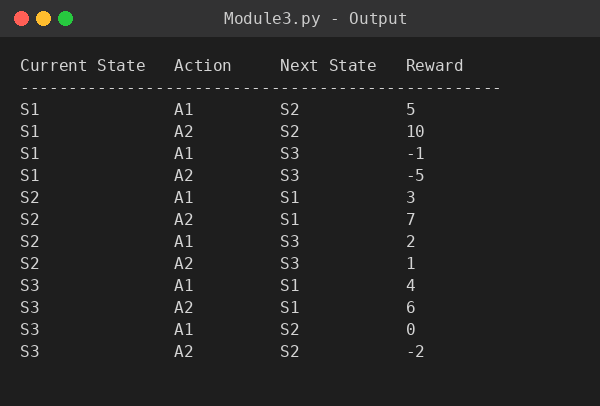 Module3.py - Output
Current State   Action     Next State   Reward
--------------------------------------------------
S1              A1         S2           5
S1              A2         S2           10
S1              A1         S3           -1
S1              A2         S3           -5
S2              A1         S1           3
S2              A2         S1           7
S2              A1         S3           2
S2              A2         S3           1
S3              A1         S1           4
S3              A2         S1           6
S3              A1         S2           0
S3              A2         S2           -2